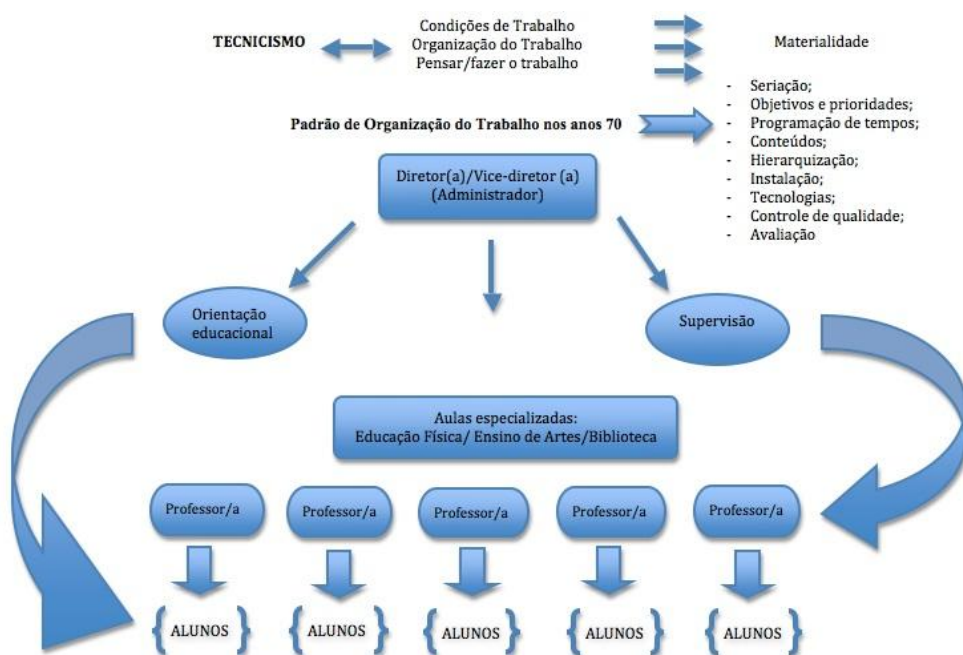 TECNICISMO
Condições de Trabalho
Organização do Trabalho
Pensar/fazer o trabalho
Materialidade
- Seriação;
- Objetivos e prioridades;
- Programação de tempos;
- Conteúdos;
- Hierarquização;
- Instalação;
- Tecnologias;
- Controle de qualidade;
- Avaliação
Padrão de Organização do Trabalho nos anos 70
Diretor(a)/Vice-diretor (a)
(Administrador)
Orientação
educacional
Supervisão
Aulas especializadas:
Educação Física/ Ensino de Artes/Biblioteca
Professor/a
Professor/a
Professor/a
Professor/a
Professor/a
ALUNOS
ALUNOS
ALUNOS
ALUNOS
ALUNOS